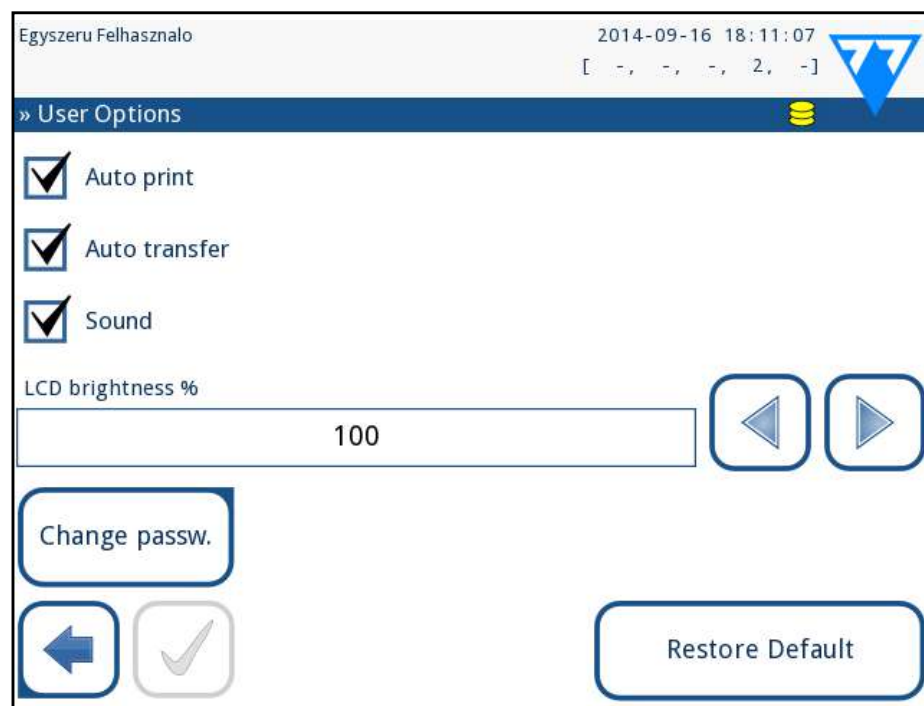 Egyszeru Felhasznalo
2014-09-16 18:11:07
[ -, -, -, 2, -]
» User Options
Auto print
Auto transfer
Sound
LCD brightness %
100
Change passw.
Restore Default